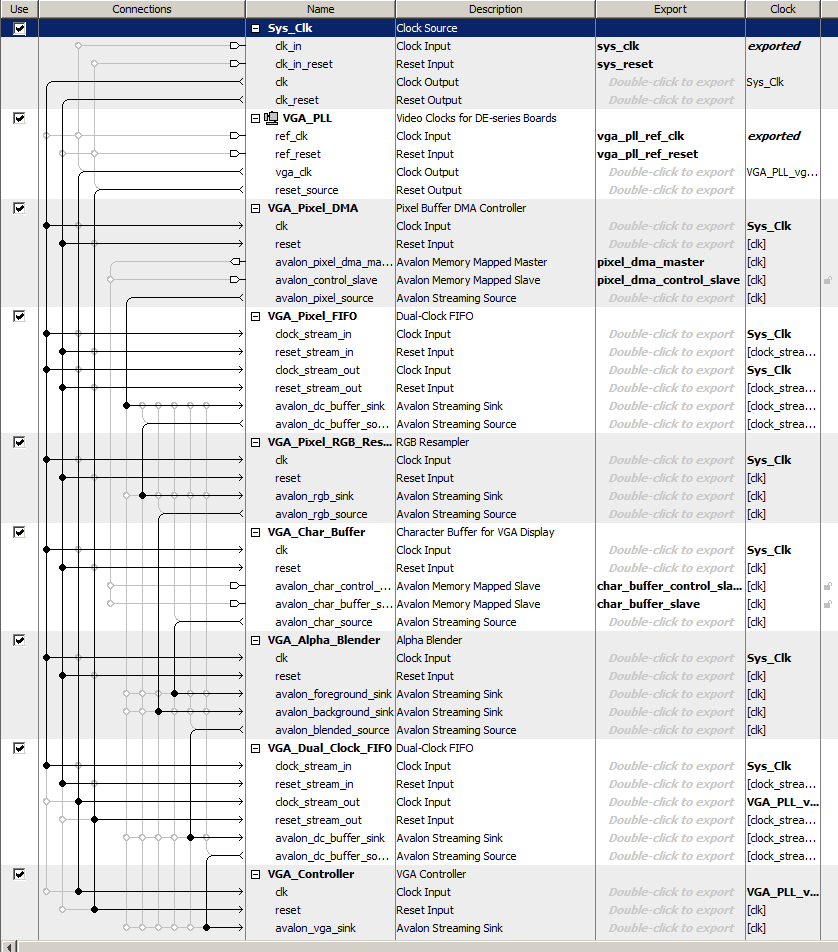 Use Connections Name Description Export Clock
Sys_Clk Clock Source
clk_in Clock Input sys_clk exported
clk_in_reset Reset Input sys_reset
clk Clock Output Double-click to export Sys_Clk
clk_reset Reset Output Double-click to export
VGA_PLL Video Clocks for DE-series Boards
ref_clk Clock Input vga_pll_ref_clk exported
ref_reset Reset Input vga_pll_ref_reset
vga_clk Clock Output Double-click to export VGA_PLL_vg...
reset_source Reset Output Double-click to export
VGA_Pixel_DMA Pixel Buffer DMA Controller
clk Clock Input Double-click to export Sys_Clk
reset Reset Input Double-click to export [clk]
avalon_pixel_dma_ma... Avalon Memory Mapped Master pixel_dma_master [clk]
avalon_control_slave Avalon Memory Mapped Slave pixel_dma_control_slave [clk]
avalon_pixel_source Avalon Streaming Source Double-click to export [clk]
VGA_Pixel_FIFO Dual-Clock FIFO
clock_stream_in Clock Input Double-click to export Sys_Clk
reset_stream_in Reset Input Double-click to export [clock_strea...
clock_stream_out Clock Input Double-click to export Sys_Clk
reset_stream_out Reset Input Double-click to export [clock_strea...
avalon_dc_buffer_sink Avalon Streaming Sink Double-click to export [clock_strea...
avalon_dc_buffer_so... Avalon Streaming Source Double-click to export [clock_strea...
VGA_Pixel_RGB_Res... RGB Resampler
clk Clock Input Double-click to export Sys_Clk
reset Reset Input Double-click to export [clk]
avalon_rgb_sink Avalon Streaming Sink Double-click to export [clk]
avalon_rgb_source Avalon Streaming Source Double-click to export [clk]
VGA_Char_Buffer Character Buffer for VGA Display
clk Clock Input Double-click to export Sys_Clk
reset Reset Input Double-click to export [clk]
avalon_char_control_... Avalon Memory Mapped Slave char_buffer_control_sla... [clk]
avalon_char_buffer_s... Avalon Memory Mapped Slave char_buffer_slave [clk]
avalon_char_source Avalon Streaming Source Double-click to export [clk]
VGA_Alpha_Blender Alpha Blender
clk Clock Input Double-click to export Sys_Clk
reset Reset Input Double-click to export [clk]
avalon_foreground_sink Avalon Streaming Sink Double-click to export [clk]
avalon_background_sink Avalon Streaming Sink Double-click to export [clk]
avalon_blended_source Avalon Streaming Source Double-click to export [clk]
VGA_Dual_Clock_FIFO Dual-Clock FIFO
clock_stream_in Clock Input Double-click to export Sys_Clk
reset_stream_in Reset Input Double-click to export [clock_strea...
clock_stream_out Clock Input Double-click to export VGA_PLL_v...
reset_stream_out Reset Input Double-click to export [clock_strea...
avalon_dc_buffer_sink Avalon Streaming Sink Double-click to export [clock_strea...
avalon_dc_buffer_so... Avalon Streaming Source Double-click to export [clock_strea...
VGA_Controller VGA Controller
clk Clock Input Double-click to export VGA_PLL_v...
reset Reset Input Double-click to export [clk]
avalon_vga_sink Avalon Streaming Sink Double-click to export [clk]